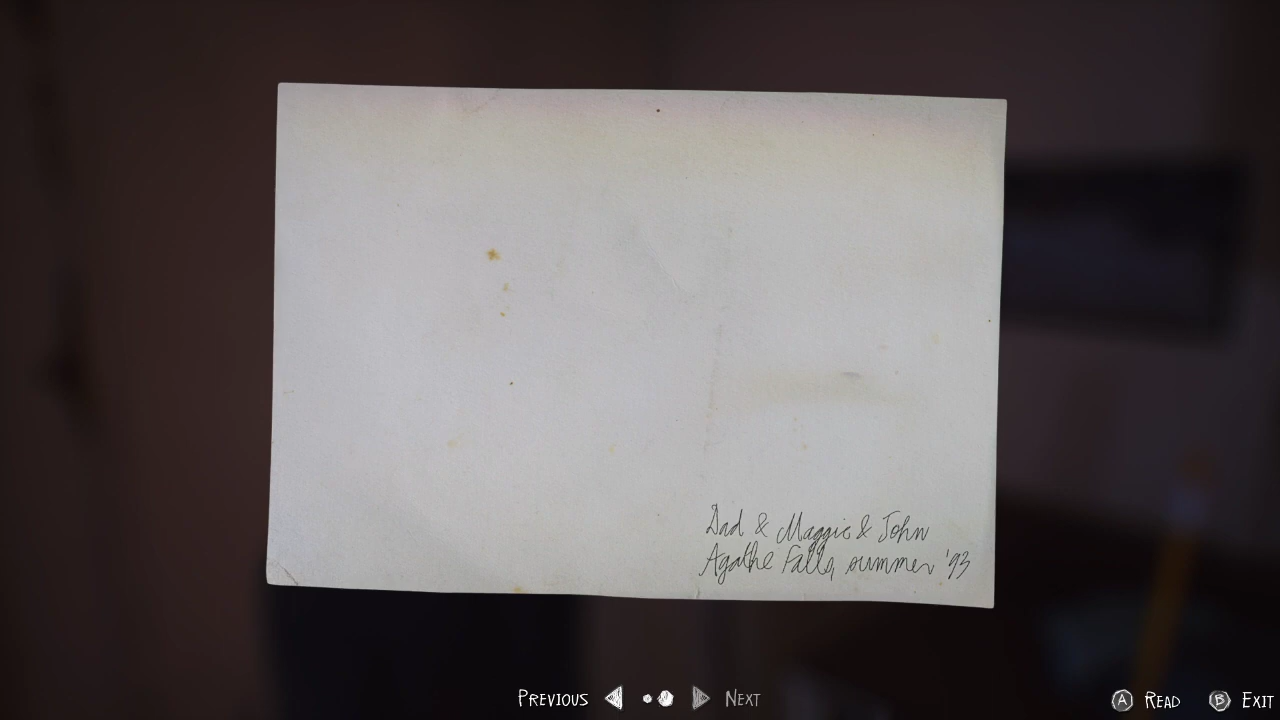 Dad & Maggie & John
Agathe Falls, summer '93
PREVIOUS NEXT
A READ B EXIT